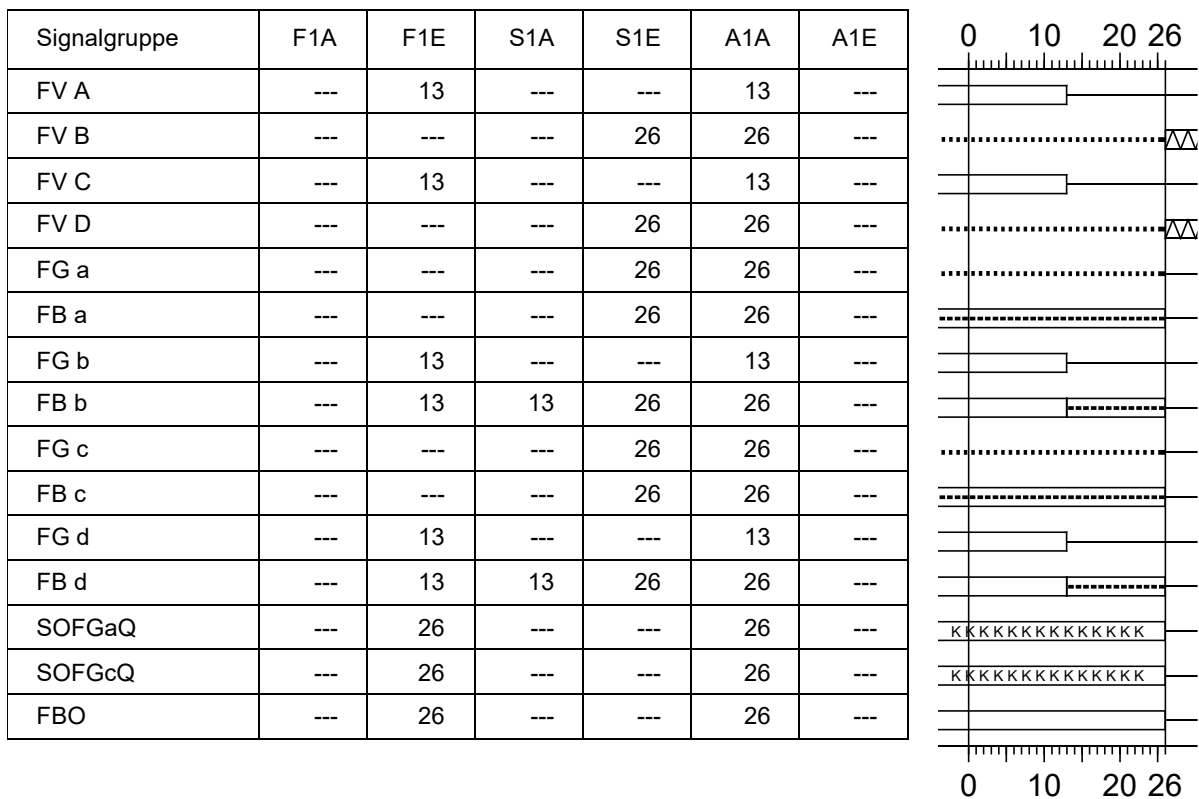 Signalgruppe F1A F1E S1A S1E A1A A1E 0 10 20 26
FV A --- 13 --- --- 13 ---
FV B --- --- --- 26 26 ---
FV C --- 13 --- --- 13 ---
FV D --- --- --- 26 26 ---
FG a --- --- --- 26 26 ---
FB a --- --- --- 26 26 ---
FG b --- 13 --- --- 13 ---
FB b --- 13 13 26 26 ---
FG c --- --- --- 26 26 ---
FB c --- --- --- 26 26 ---
FG d --- 13 --- --- 13 ---
FB d --- 13 13 26 26 ---
SOFGaQ --- 26 --- --- 26 --- K K K K K K K K K K K K K K
SOFGcQ --- 26 --- --- 26 --- K K K K K K K K K K K K K K
FBO --- 26 --- --- 26 ---
0 10 20 26